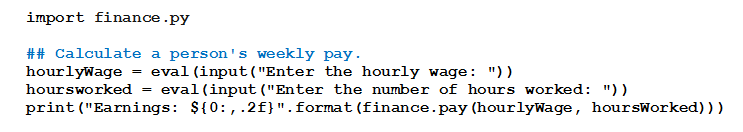 import finance.py
## Calculate a person's weekly pay.
hourlyWage = eval(input("Enter the hourly wage: "))
hoursworked = eval(input("Enter the number of hours worked: "))
print("Earnings: ${0:,.2f}".format(finance.pay(hourlyWage, hoursWorked)))